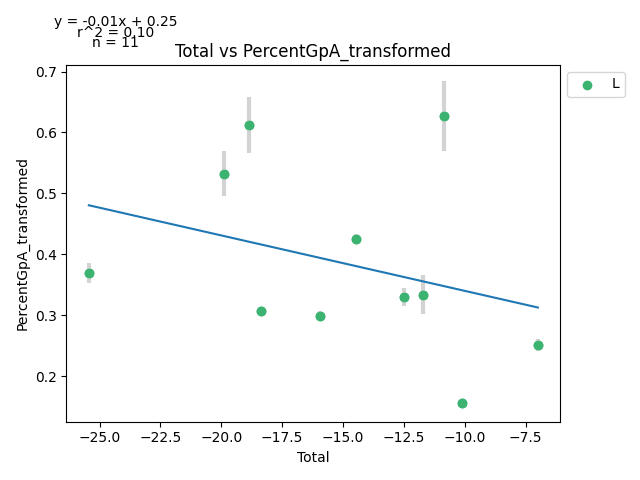 y = -0.01x + 0.25
r^2 = 0.10
n = 11
Total vs PercentGpA_transformed
L
PercentGpA_transformed
0.7
0.6
0.5
0.4
0.3
0.2
−25.0 −22.5 −20.0 −17.5 −15.0 −12.5 −10.0 −7.5
Total